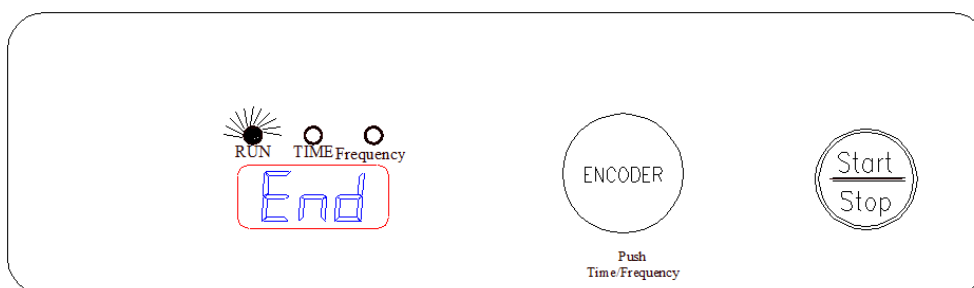 RUN TIME Frequency
End
ENCODER
Start
Stop
Push
Time/Frequency